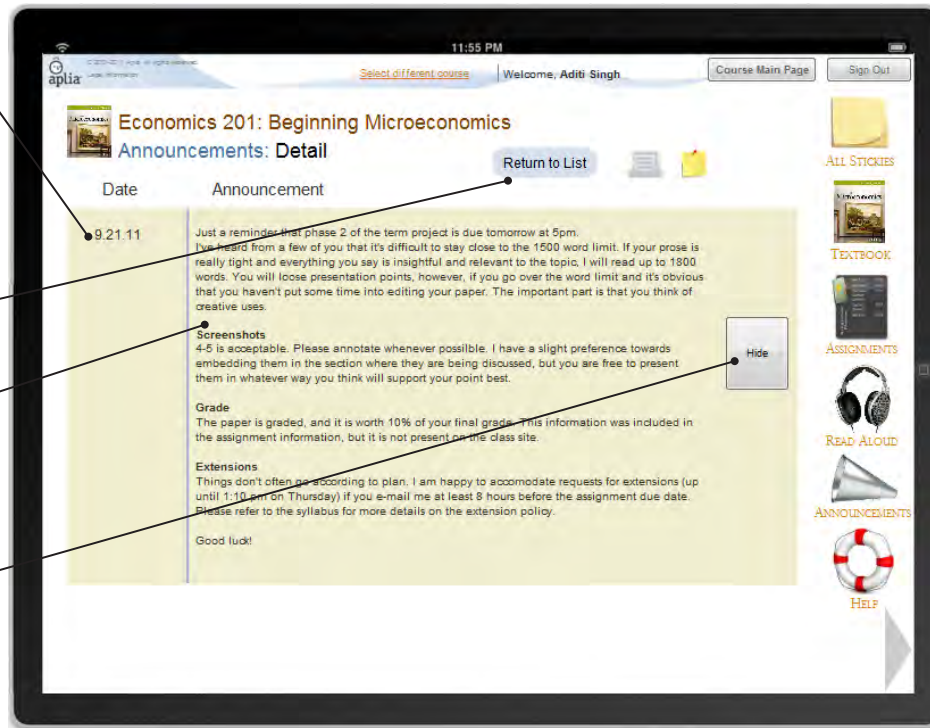 11:55 PM
aplia
Select different course
Welcome, Aditi Singh
Course Main Page
Sign Out
Economics 201: Beginning Microeconomics
Announcements: Detail
Return to List
Date
Announcement
9.21.11
Just a reminder that phase 2 of the term project is due tomorrow at 5pm.
I've heard from a few of you that it's difficult to stay close to the 1500 word limit. If your prose is
really tight and everything you say is insightful and relevant to the topic, I will read up to 1800
words. You will loose presentation points, however, if you go over the word limit and it's obvious
that you haven't put some time into editing your paper. The important part is that you think of
creative uses.
Screenshots
4-5 is acceptable. Please annotate whenever possilble. I have a slight preference towards
embedding them in the section where they are being discussed, but you are free to present
them in whatever way you think will support your point best.
Grade
The paper is graded, and it is worth 10% of your final grade. This information was included in
the assignment information, but it is not present on the class site.
Extensions
Things don't often go according to plan. I am happy to accomodate requests for extensions (up
until 1:10 pm on Thursday) if you e-mail me at least 8 hours before the assignment due date.
Please refer to the syllabus for more details on the extension policy.
Good luck!
Hide
ALL STICKIES
TEXTBOOK
ASSIGNMENTS
READ ALOUD
ANNOUNCEMENTS
HELP